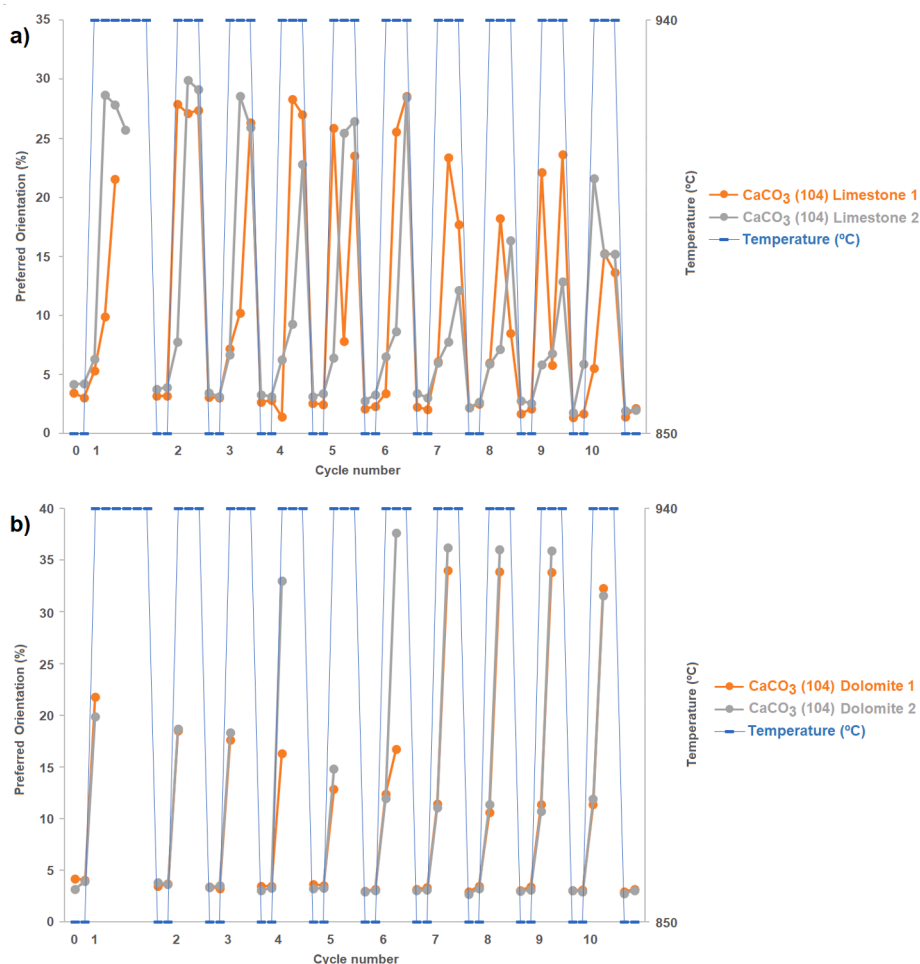 a)
35
30
25
20
15
10
5
0
Preferred Orientation (%)
0 1 2 3 4 5 6 7 8 9 10
Cycle number
940
850
Temperature (ºC)
CaCO₃ (104) Limestone 1
CaCO₃ (104) Limestone 2
Temperature (ºC)
b)
40
35
30
25
20
15
10
5
0
Preferred Orientation (%)
0 1 2 3 4 5 6 7 8 9 10
Cycle number
940
850
Temperature (ºC)
CaCO₃ (104) Dolomite 1
CaCO₃ (104) Dolomite 2
Temperature (ºC)